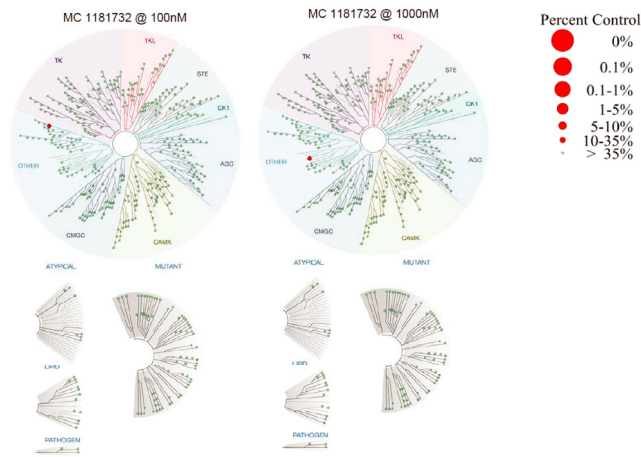 MC 1181732 @ 100nM
TKL
TK
STE
CK1
OTHER
AGC
CMGC
CAMK
ATYPICAL
MUTANT
LIPID
PATHOGEN
MC 1181732 @ 1000nM
TKL
TK
STE
CK1
OTHER
AGC
CMGC
CAMK
ATYPICAL
MUTANT
LIPID
PATHOGEN
Percent Control
0%
0.1%
0.1-1%
1-5%
5-10%
10-35%
> 35%